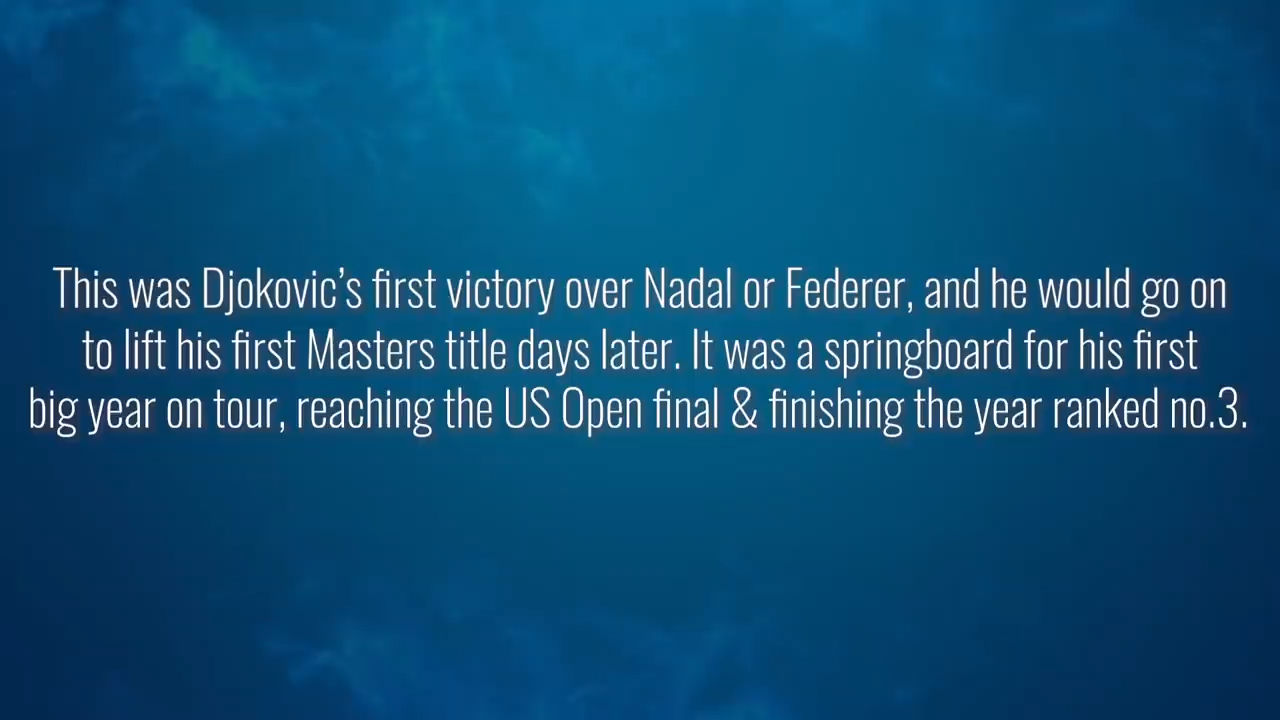 This was Djokovic’s first victory over Nadal or Federer, and he would go on
to lift his first Masters title days later. It was a springboard for his first
big year on tour, reaching the US Open final & finishing the year ranked no.3.